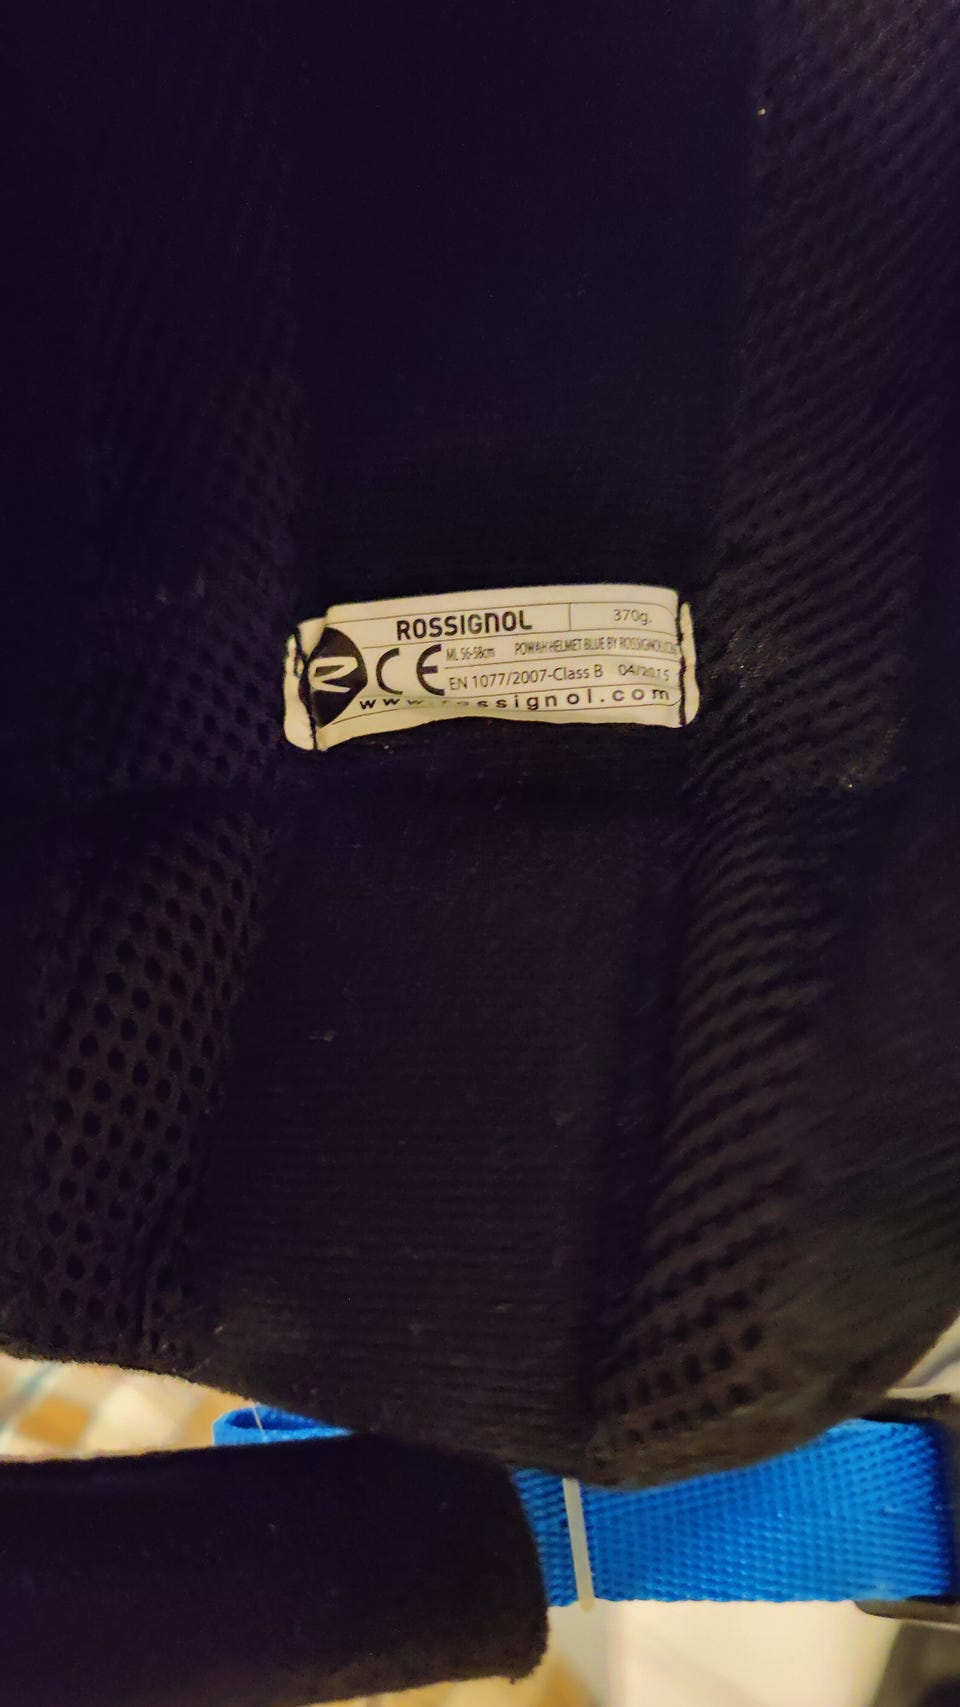 ROSSIGNOL 370g.
CE ML 56-58cm POWAH HELMET BLUE BY ROSSIGNOL
EN 1077/2007-Class B 04/2015
www.rossignol.com